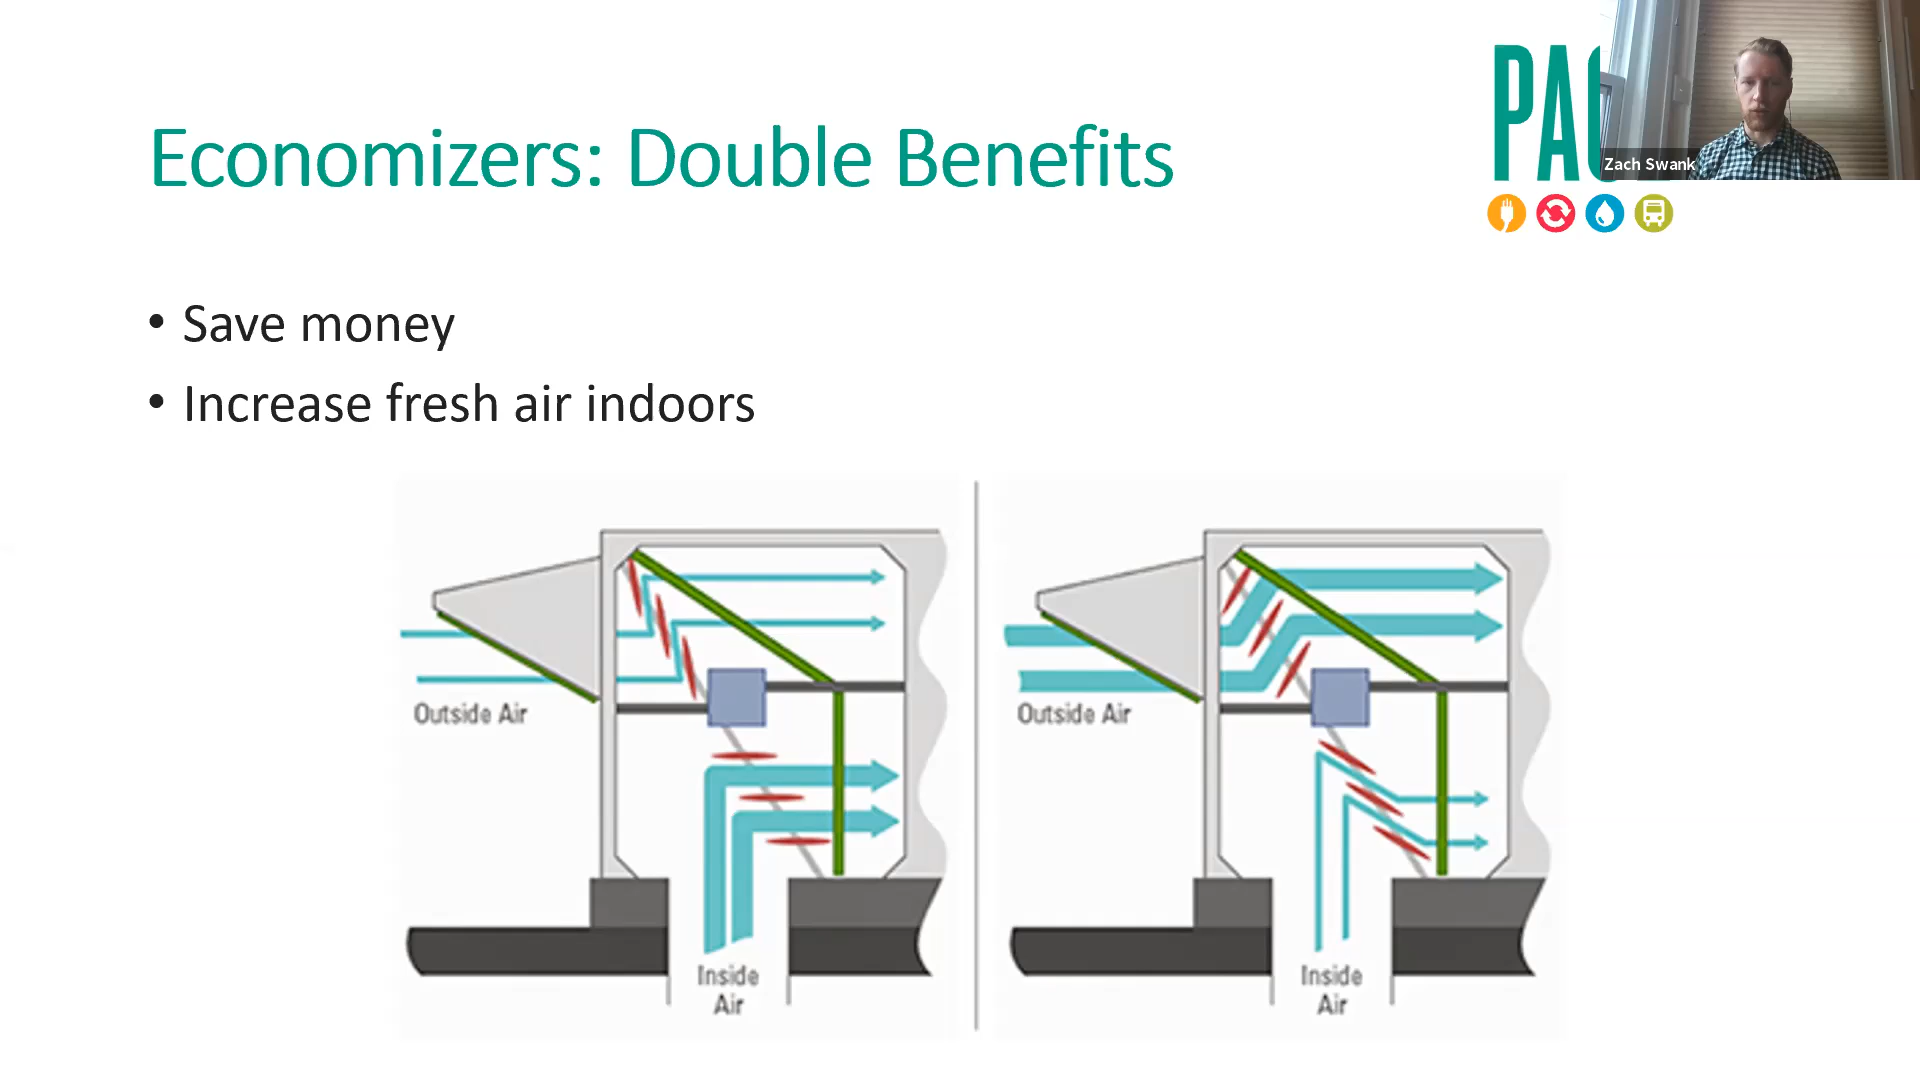 Economizers: Double Benefits
PA
Zach Swank
• Save money
• Increase fresh air indoors
Outside Air
Inside
Air
Outside Air
Inside
Air